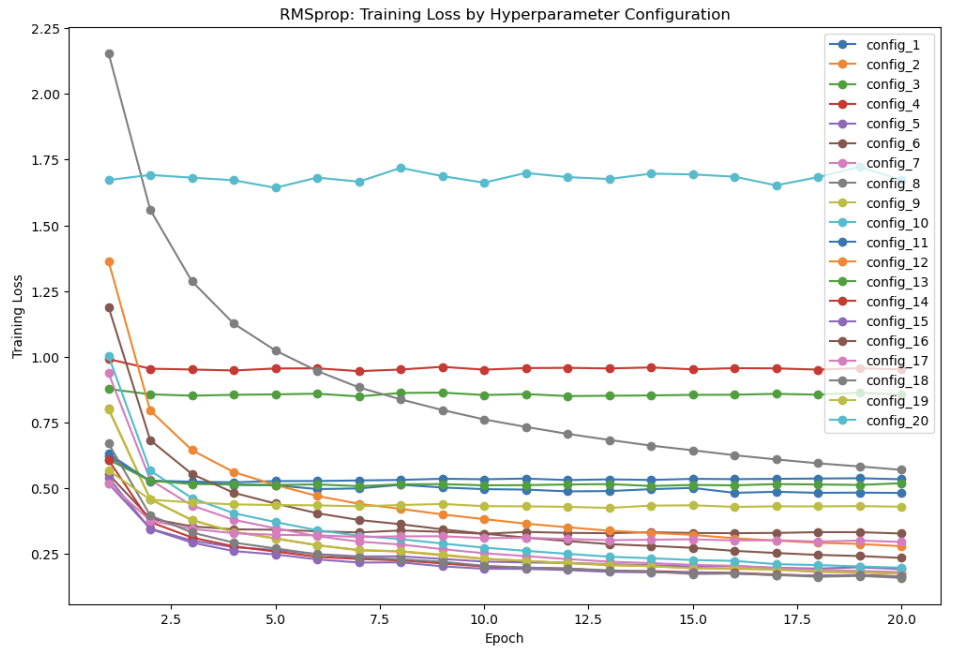 RMSprop: Training Loss by Hyperparameter Configuration
Training Loss
2.25
2.00
1.75
1.50
1.25
1.00
0.75
0.50
0.25
2.5
5.0
7.5
10.0
12.5
15.0
17.5
20.0
Epoch
config_1
config_2
config_3
config_4
config_5
config_6
config_7
config_8
config_9
config_10
config_11
config_12
config_13
config_14
config_15
config_16
config_17
config_18
config_19
config_20